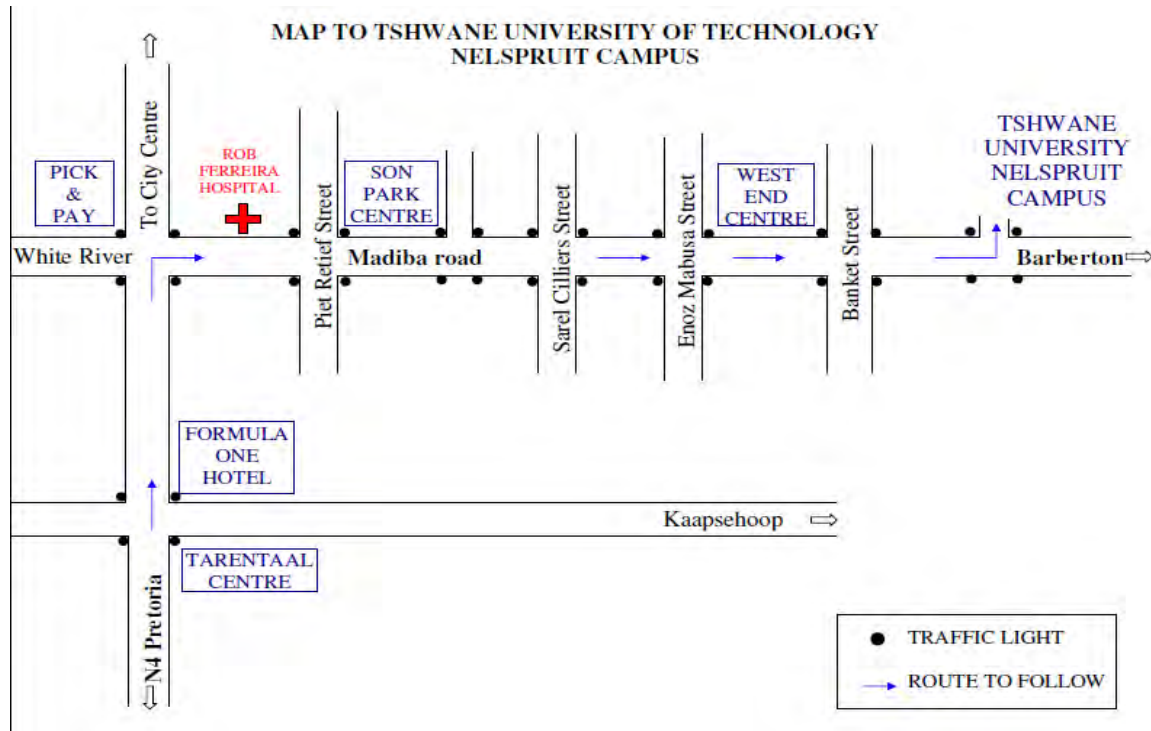 MAP TO TSHWANE UNIVERSITY OF TECHNOLOGY
NELSPRUIT CAMPUS
To City Centre
PICK
&
PAY
ROB
FERREIRA
HOSPITAL
Piet Retief Street
SON
PARK
CENTRE
Sarel Cilliers Street
Enoz Mabusa Street
WEST
END
CENTRE
Banket Street
TSHWANE
UNIVERSITY
NELSPRUIT
CAMPUS
White River
Madiba road
Barberton
FORMULA
ONE
HOTEL
Kaapsehoop
TARENTAAL
CENTRE
N4 Pretoria
TRAFFIC LIGHT
ROUTE TO FOLLOW